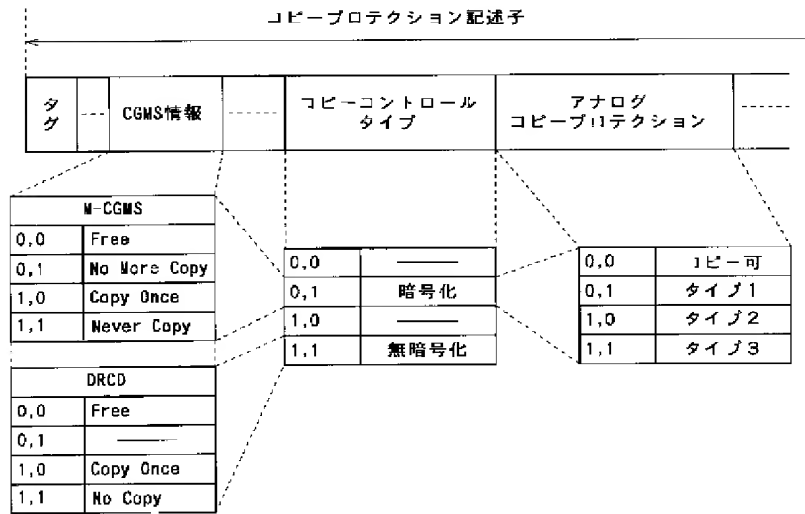 コピープロテクション記述子
タグ
CGMS情報
コピーコントロール
タイプ
アナログ
コピープロテクション
M-CGMS
0,0 Free
0,1 No More Copy
1,0 Copy Once
1,1 Never Copy
DRCD
0,0 Free
0,1 ———
1,0 Copy Once
1,1 No Copy
0,0 ———
0,1 暗号化
1,0 ———
1,1 無暗号化
0,0 コピー可
0,1 タイプ1
1,0 タイプ2
1,1 タイプ3